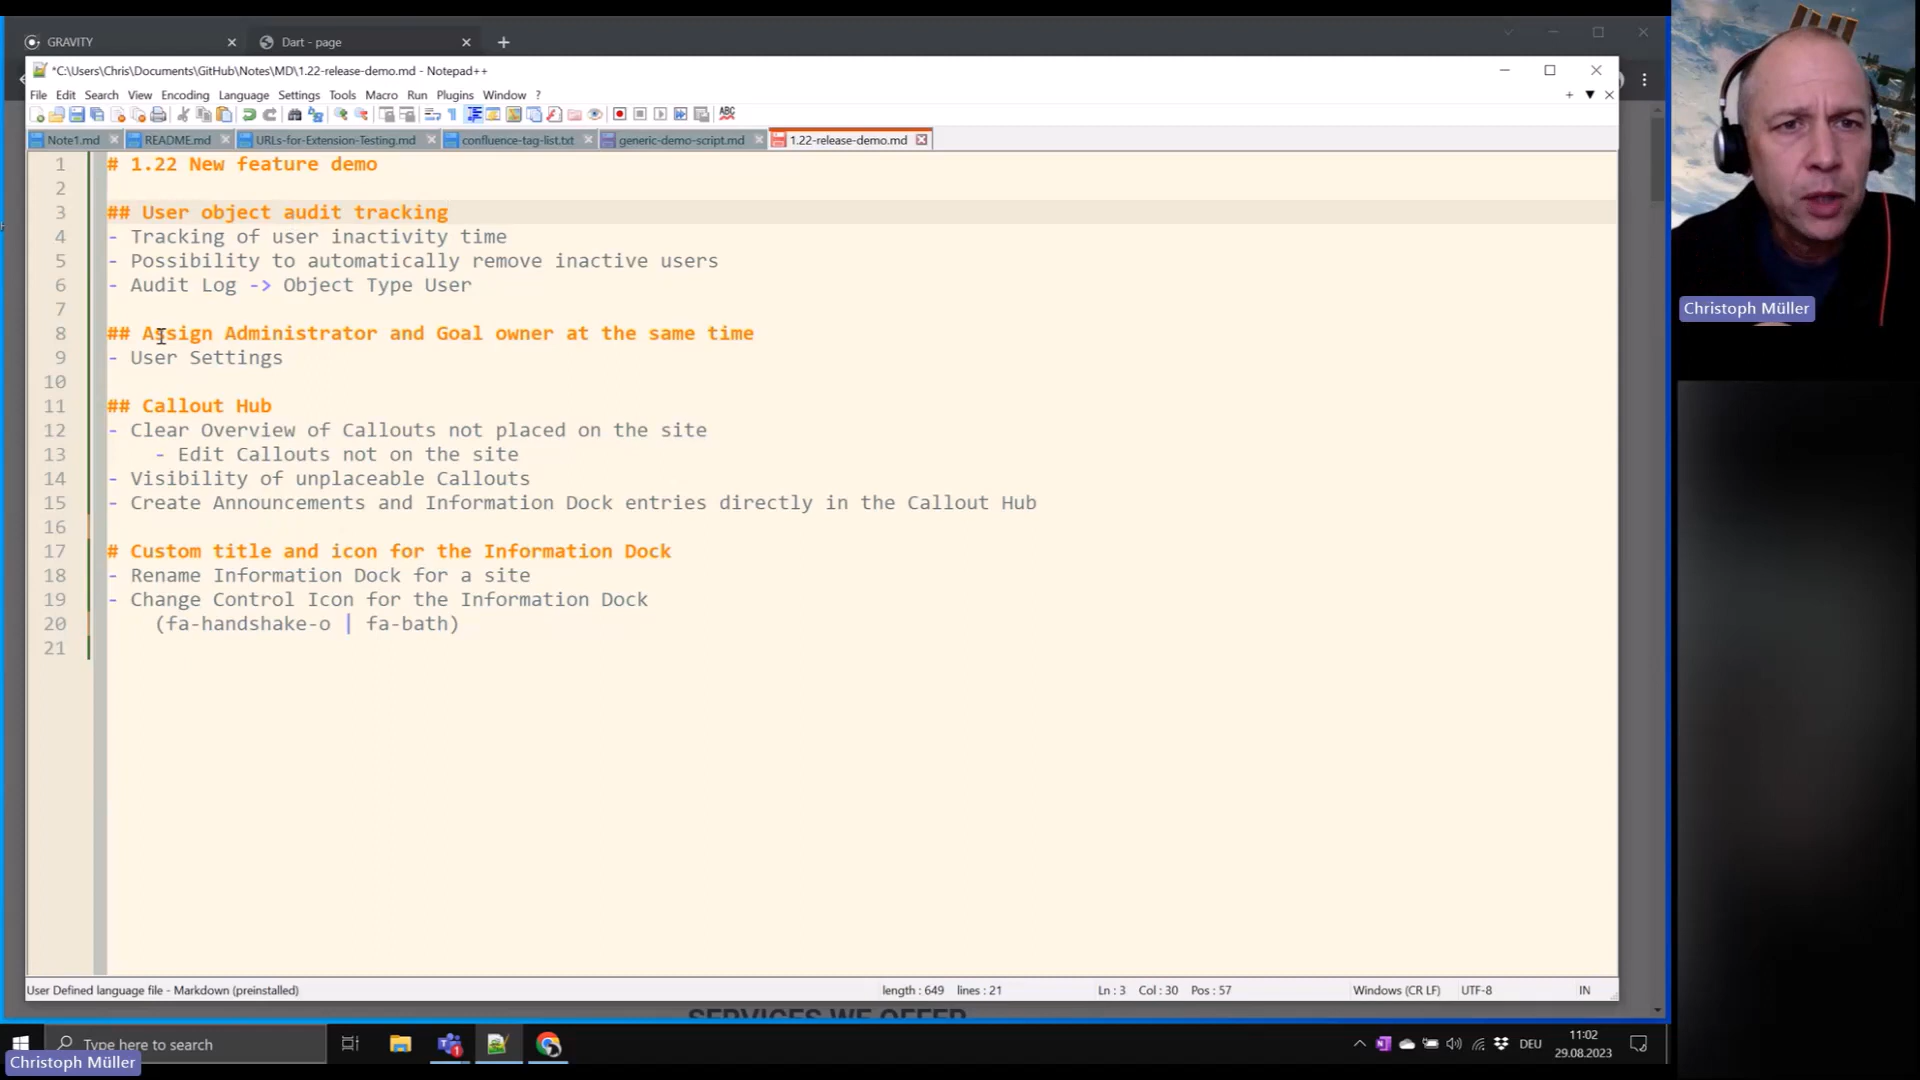 GRAVITY
Dart - page
*C:\Users\Chris\Documents\GitHub\Notes\MD\1.22-release-demo.md - Notepad++
File Edit Search View Encoding Language Settings Tools Macro Run Plugins Window ?
Note1.md README.md URLs-for-Extension-Testing.md confluence-tag-list.txt generic-demo-script.md 1.22-release-demo.md
1 # 1.22 New feature demo
2
3 ## User object audit tracking
4 - Tracking of user inactivity time
5 - Possibility to automatically remove inactive users
6 - Audit Log -> Object Type User
7
8 ## Assign Administrator and Goal owner at the same time
9 - User Settings
10
11 ## Callout Hub
12 - Clear Overview of Callouts not placed on the site
13 - Edit Callouts not on the site
14 - Visibility of unplaceable Callouts
15 - Create Announcements and Information Dock entries directly in the Callout Hub
16
17 # Custom title and icon for the Information Dock
18 - Rename Information Dock for a site
19 - Change Control Icon for the Information Dock
20 (fa-handshake-o | fa-bath)
21
User Defined language file - Markdown (preinstalled) length : 649 lines : 21 Ln : 3 Col : 30 Pos : 57 Windows (CR LF) UTF-8 IN
SERVICES WE OFFER
Type here to search
DEU
11:02
29.08.2023
Christoph Müller
Christoph Müller